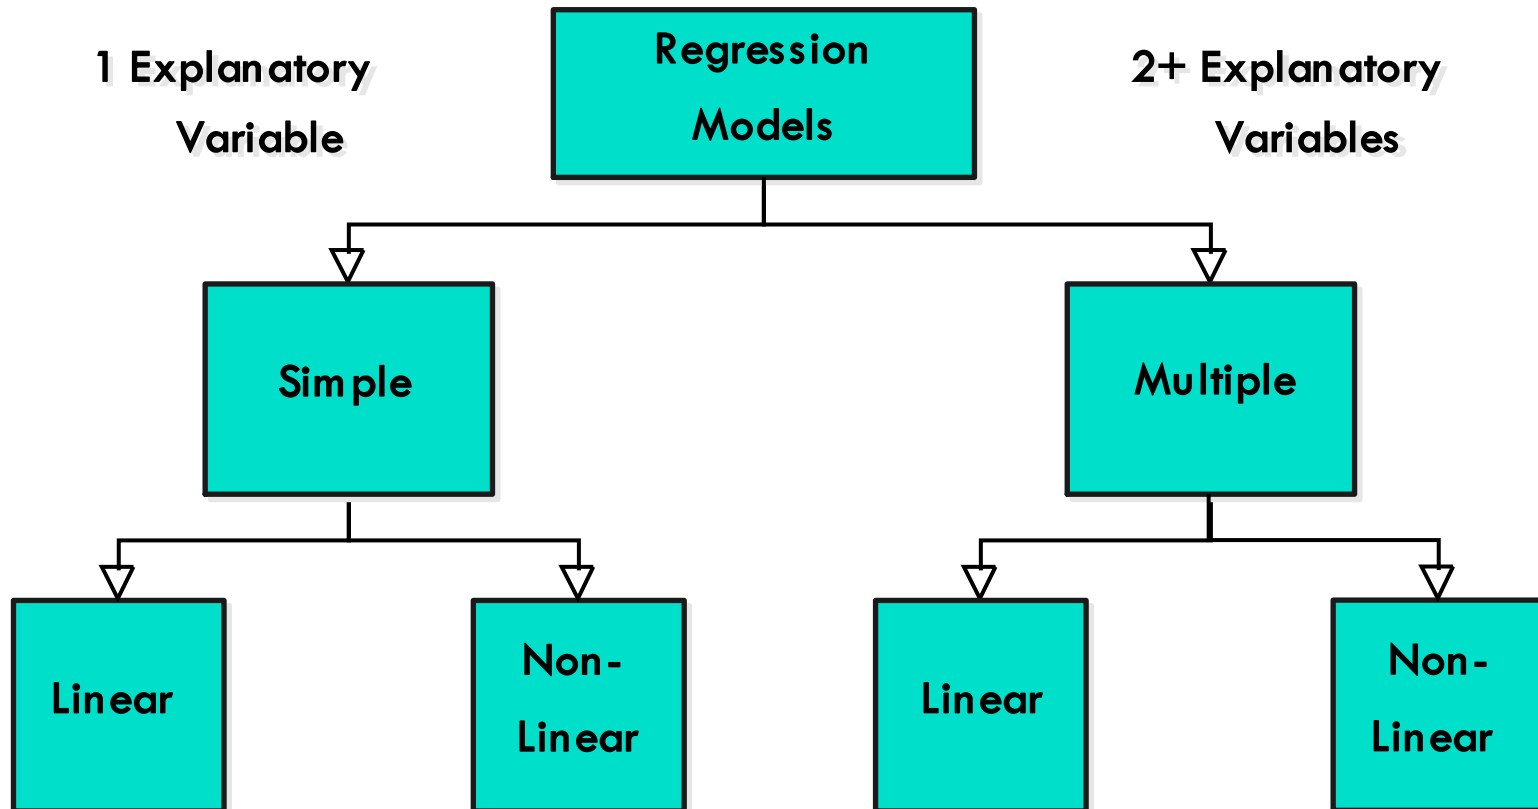 1 Explanatory
Variable
Regression
Models
2+ Explanatory
Variables
Simple
Multiple
Linear
Non-
Linear
Linear
Non-
Linear